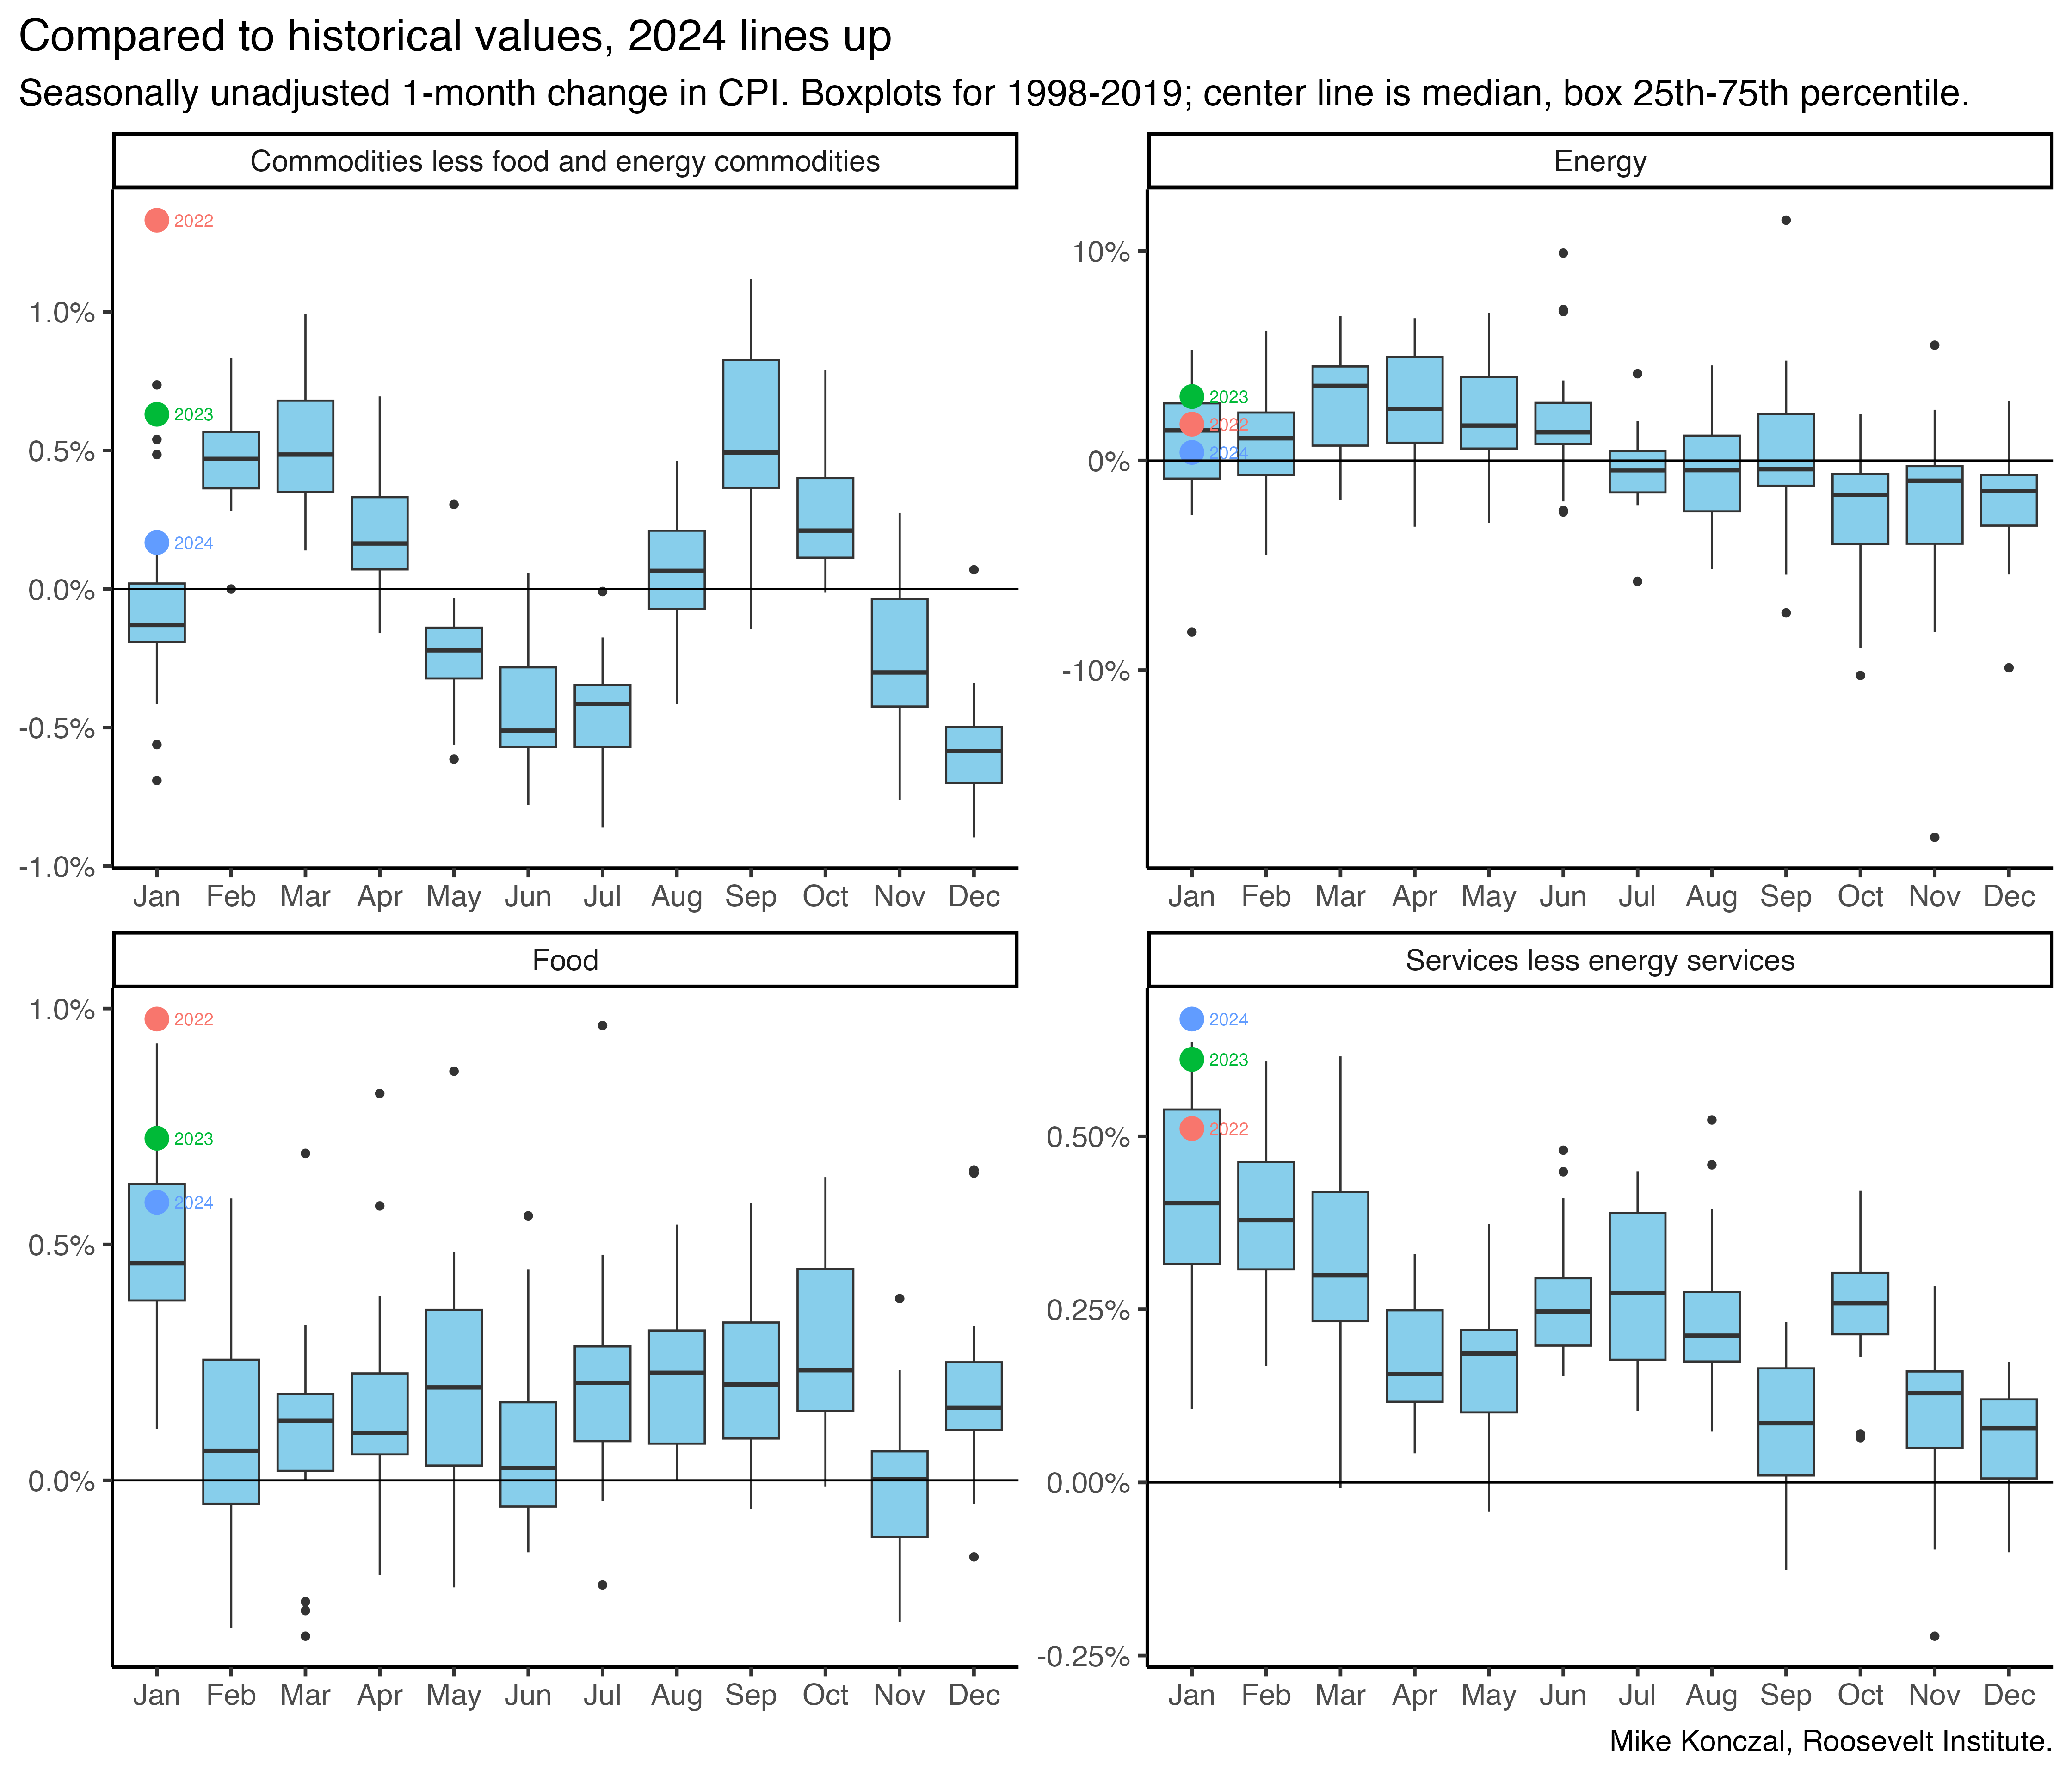 Compared to historical values, 2024 lines up
Seasonally unadjusted 1-month change in CPI. Boxplots for 1998-2019; center line is median, box 25th-75th percentile.
Commodities less food and energy commodities
2022
1.0%
2023
0.5%
2024
0.0%
-0.5%
-1.0%
Jan Feb Mar Apr May Jun Jul Aug Sep Oct Nov Dec
Energy
10%
2023
2022
2024
0%
-10%
Jan Feb Mar Apr May Jun Jul Aug Sep Oct Nov Dec
Food
1.0%
2022
2023
2024
0.5%
0.0%
Jan Feb Mar Apr May Jun Jul Aug Sep Oct Nov Dec
Services less energy services
2024
2023
2022
0.50%
0.25%
0.00%
-0.25%
Jan Feb Mar Apr May Jun Jul Aug Sep Oct Nov Dec
Mike Konczal, Roosevelt Institute.